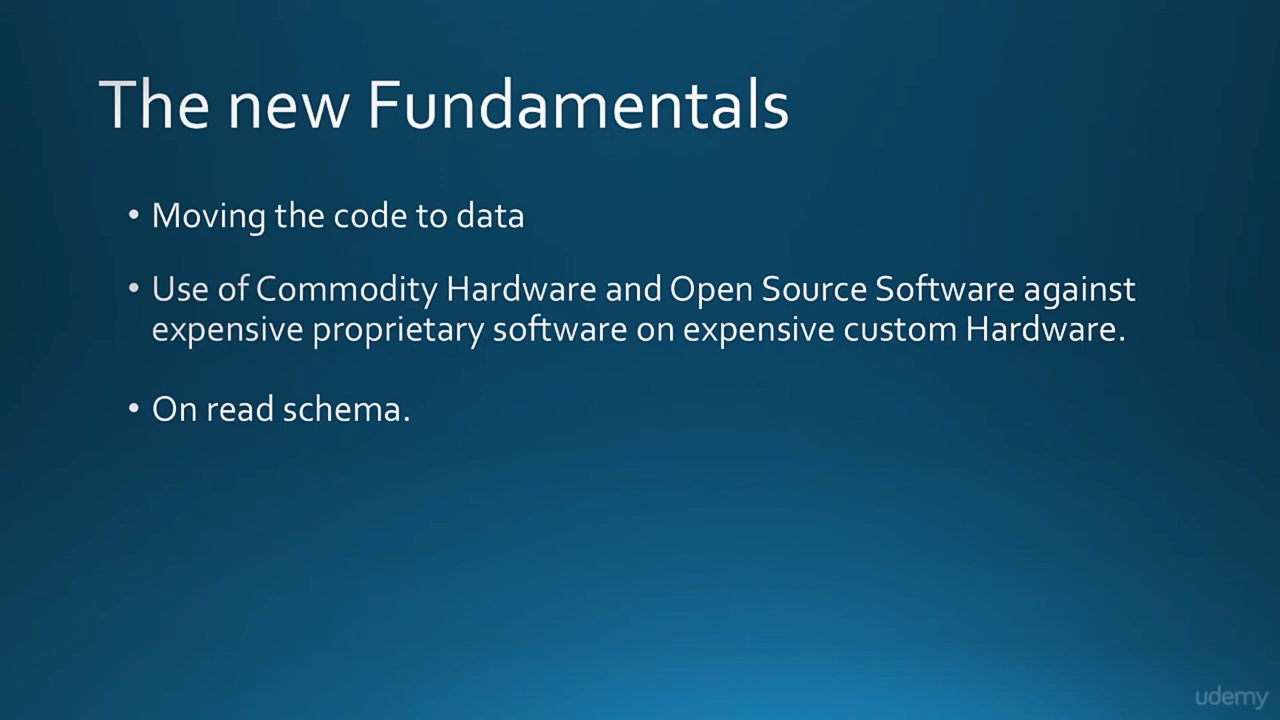 The new Fundamentals
• Moving the code to data
• Use of Commodity Hardware and Open Source Software against
expensive proprietary software on expensive custom Hardware.
• On read schema.
udemy